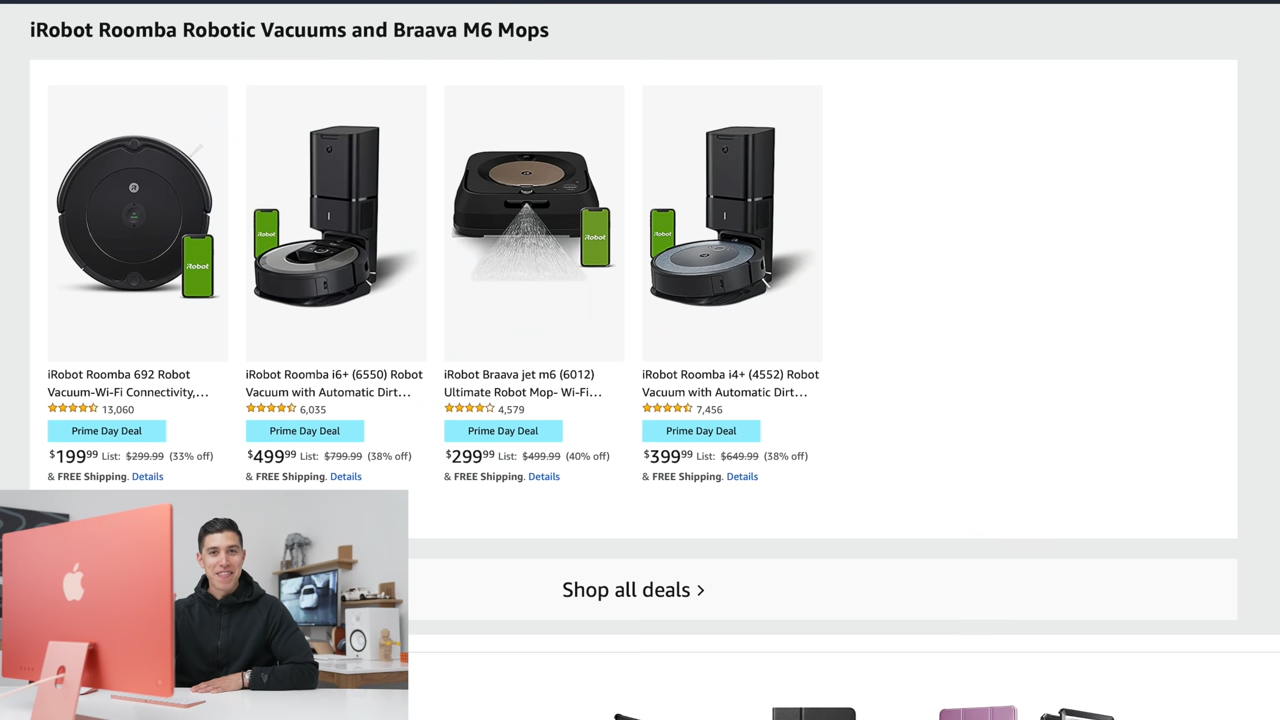 iRobot Roomba Robotic Vacuums and Braava M6 Mops
iRobot
iRobot
iRobot
iRobot
iRobot Roomba 692 Robot
Vacuum-Wi-Fi Connectivity,...
13,060
Prime Day Deal
$199.99 List: $299.99 (33% off)
& FREE Shipping. Details
iRobot Roomba i6+ (6550) Robot
Vacuum with Automatic Dirt...
6,035
Prime Day Deal
$499.99 List: $799.99 (38% off)
& FREE Shipping. Details
iRobot Braava jet m6 (6012)
Ultimate Robot Mop- Wi-Fi...
4,579
Prime Day Deal
$299.99 List: $499.99 (40% off)
& FREE Shipping. Details
iRobot Roomba i4+ (4552) Robot
Vacuum with Automatic Dirt...
7,456
Prime Day Deal
$399.99 List: $649.99 (38% off)
& FREE Shipping. Details
Shop all deals ›